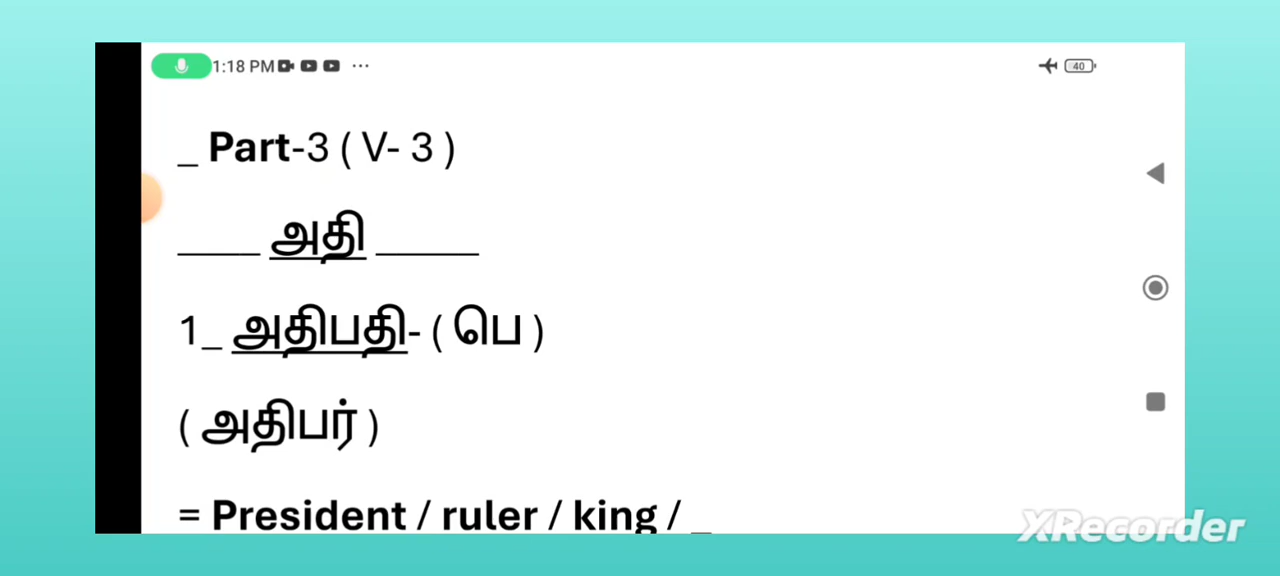 1:18 PM ... 40
_ Part-3 ( V- 3 )
____ அதி _____
1_ அதிபதி- ( பெ )
( அதிபர் )
= President / ruler / king / _
XRecorder